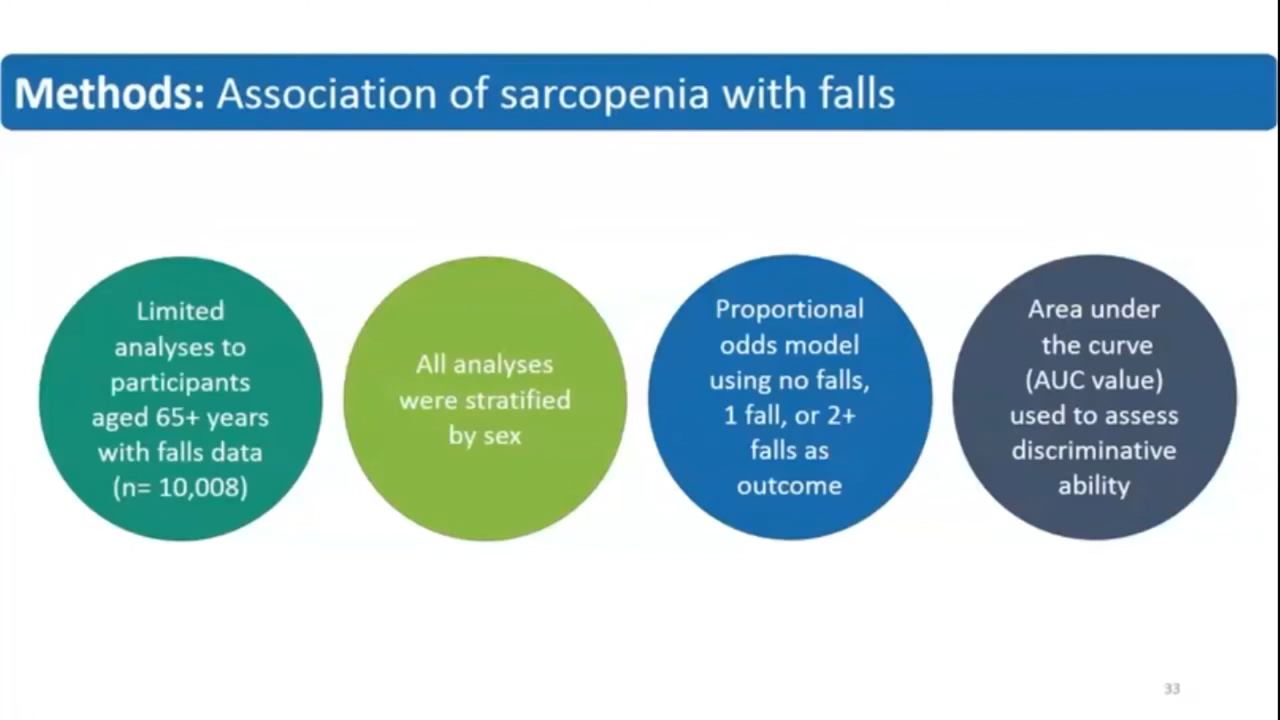 Methods: Association of sarcopenia with falls
Limited
analyses to
participants
aged 65+ years
with falls data
(n= 10,008)
All analyses
were stratified
by sex
Proportional
odds model
using no falls,
1 fall, or 2+
falls as
outcome
Area under
the curve
(AUC value)
used to assess
discriminative
ability
33